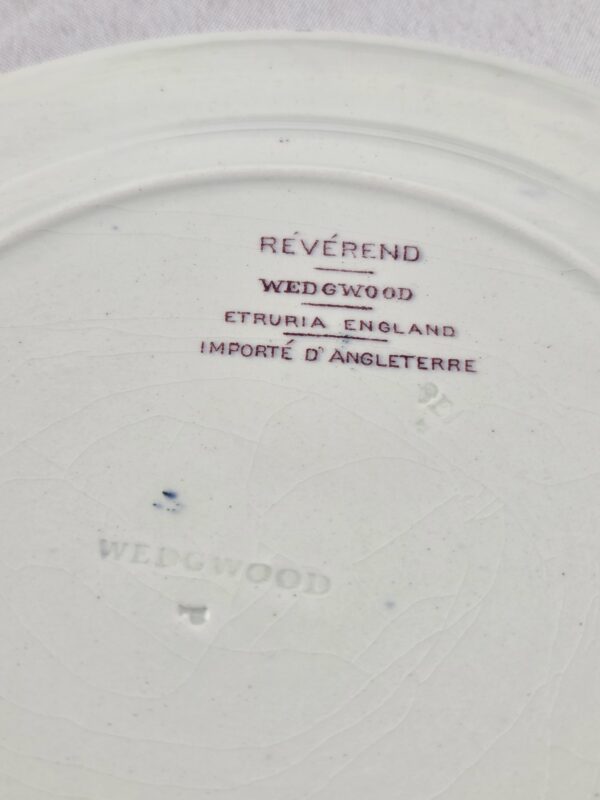 RÉVÉREND
WEDGWOOD
ETRURIA ENGLAND
IMPORTÉ D'ANGLETERRE
WEDGWOOD